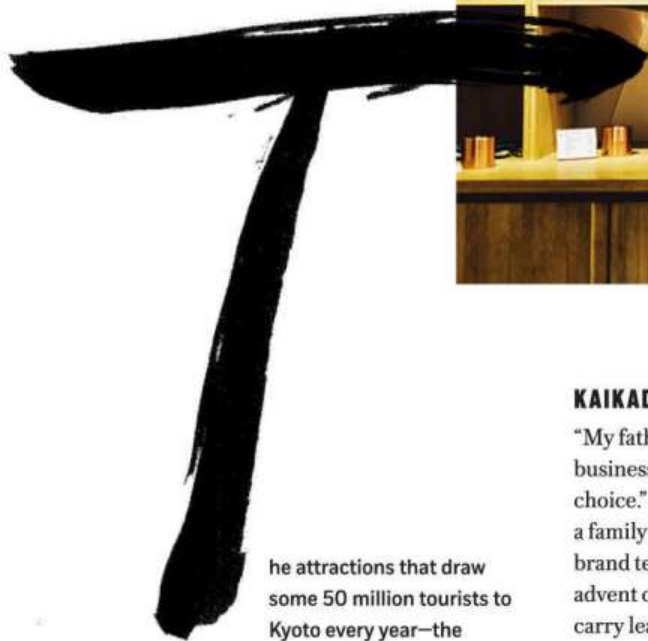 The attractions that draw
some 50 million tourists to
Kyoto every year—the
KAIKAD
“My fath
business
choice.”
a family
brand te
advent
carry lea